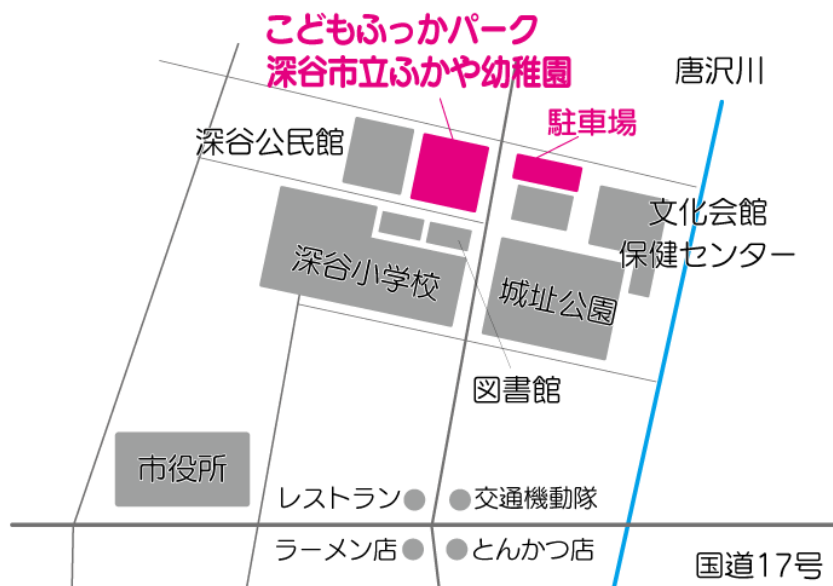 こどもふっかパーク
深谷市立ふかや幼稚園
唐沢川
駐車場
深谷公民館
文化会館
保健センター
深谷小学校
城址公園
図書館
市役所
レストラン
交通機動隊
ラーメン店
とんかつ店
国道17号